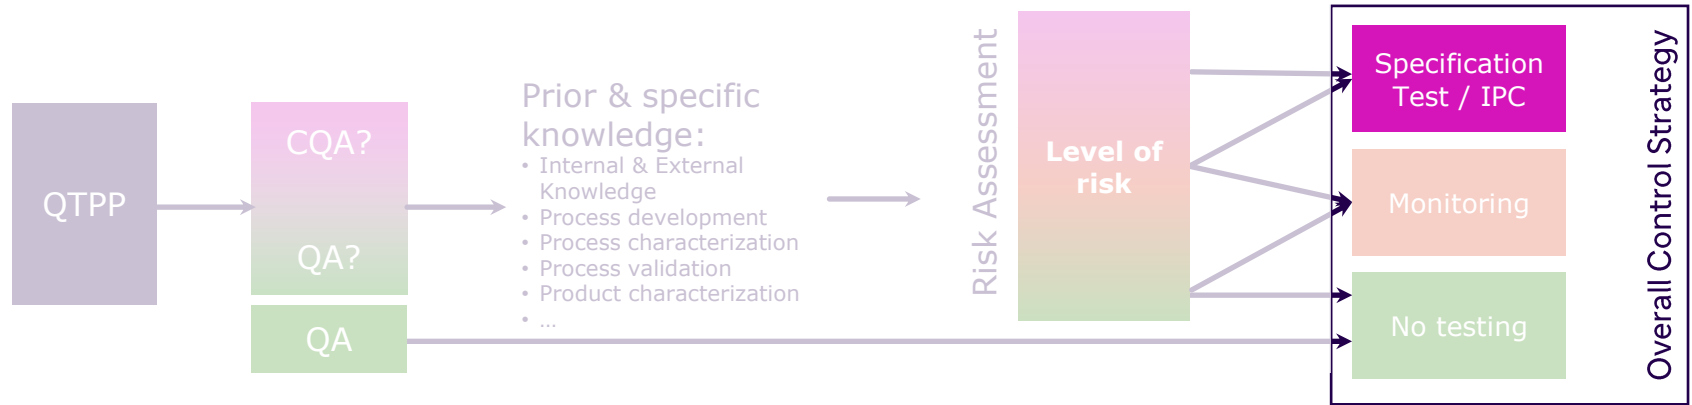 QTPP
CQA?
QA?
QA
Prior & specific
knowledge:
• Internal & External
Knowledge
• Process development
• Process characterization
• Process validation
• Product characterization
• ...
Risk Assessment
Level of
risk
Specification
Test / IPC
Monitoring
No testing
Overall Control Strategy